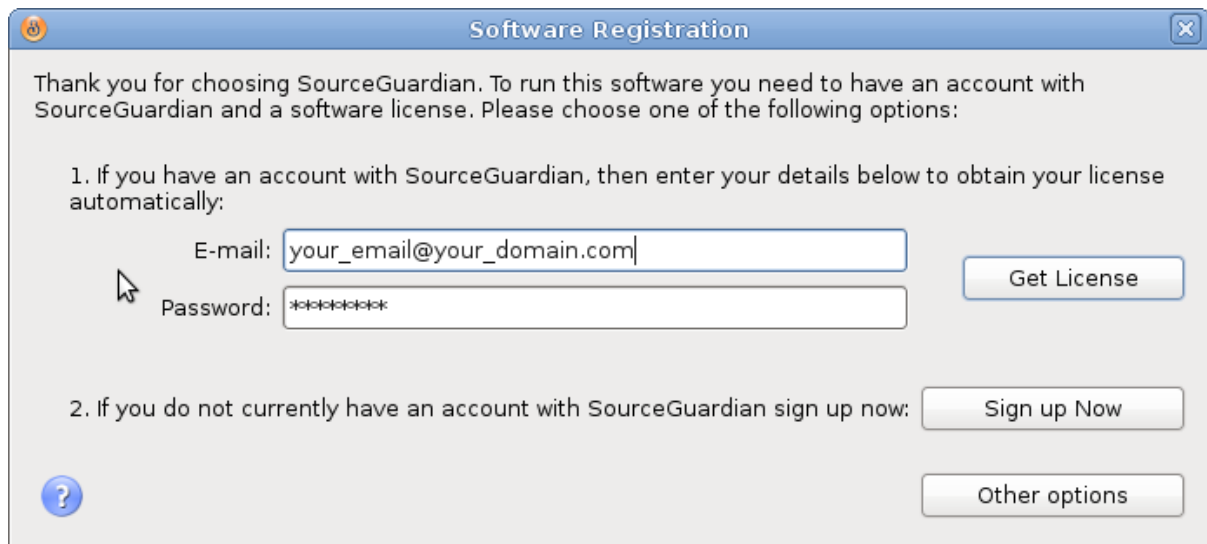 Software Registration
Thank you for choosing SourceGuardian. To run this software you need to have an account with
SourceGuardian and a software license. Please choose one of the following options:
1. If you have an account with SourceGuardian, then enter your details below to obtain your license
automatically:
E-mail: your_email@your_domain.com
Get License
Password: *********
2. If you do not currently have an account with SourceGuardian sign up now: Sign up Now
? Other options